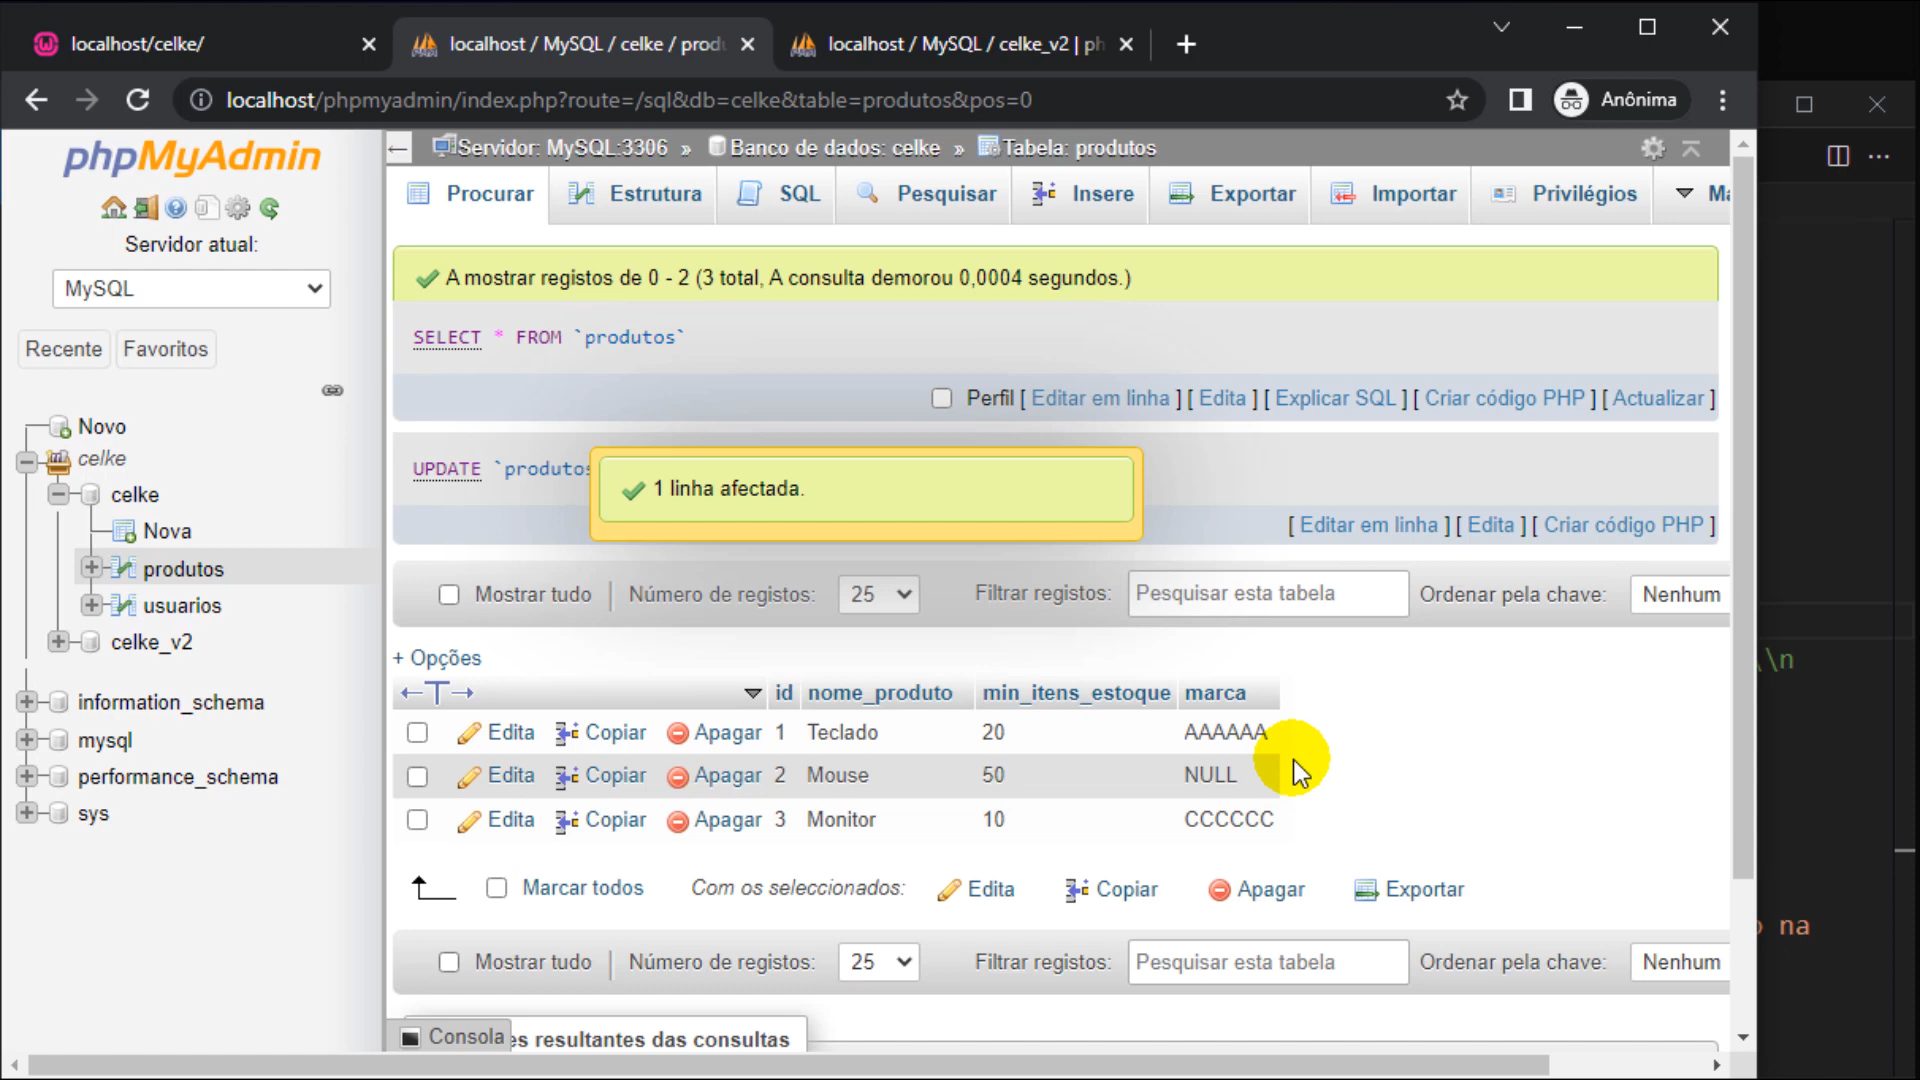 localhost/celke/
localhost / MySQL / celke / produ
localhost / MySQL / celke_v2 | ph
localhost/phpmyadmin/index.php?route=/sql&db=celke&table=produtos&pos=0
Anônima
phpMyAdmin
Servidor atual:
MySQL
Recente
Favoritos
Novo
celke
celke
Nova
produtos
usuarios
celke_v2
information_schema
mysql
performance_schema
sys
Servidor: MySQL:3306 » Banco de dados: celke » Tabela: produtos
Procurar Estrutura SQL Pesquisar Insere Exportar Importar Privilégios Ma
A mostrar registos de 0 - 2 (3 total, A consulta demorou 0,0004 segundos.)
SELECT * FROM `produtos`
Perfil [ Editar em linha ] [ Edita ] [ Explicar SQL ] [ Criar código PHP ] [ Actualizar ]
UPDATE `produtos
1 linha afectada.
[ Editar em linha ] [ Edita ] [ Criar código PHP ]
Mostrar tudo | Número de registos: 25 Filtrar registos: Pesquisar esta tabela Ordenar pela chave: Nenhum
+ Opções
id nome_produto min_itens_estoque marca
Edita Copiar Apagar 1 Teclado 20 AAAAAA
Edita Copiar Apagar 2 Mouse 50 NULL
Edita Copiar Apagar 3 Monitor 10 CCCCCC
Marcar todos Com os seleccionados: Edita Copiar Apagar Exportar
Mostrar tudo | Número de registos: 25 Filtrar registos: Pesquisar esta tabela Ordenar pela chave: Nenhum
Consola
es resultantes das consultas
\\n
na